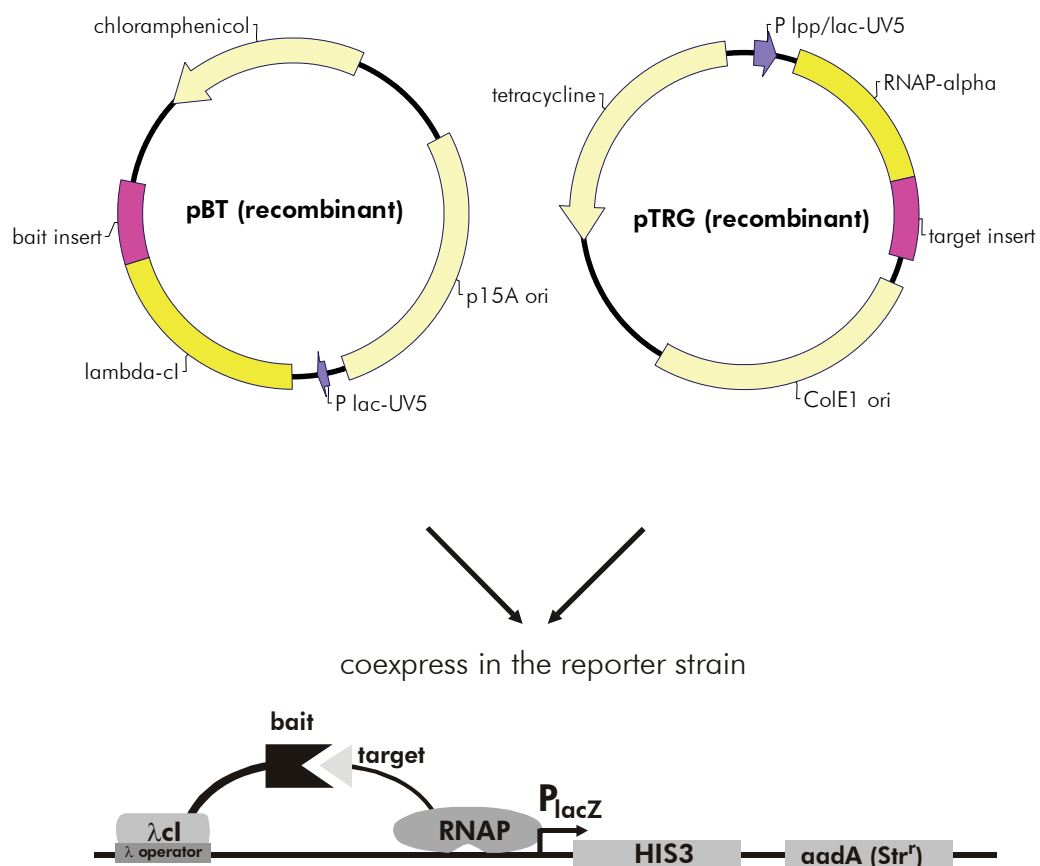 chloramphenicol
pBT (recombinant)
bait insert
p15A ori
lambda-cI
P lac-UV5
P lpp/lac-UV5
RNAP-alpha
tetracycline
pTRG (recombinant)
target insert
ColE1 ori
coexpress in the reporter strain
bait
target
λcI
λ operator
RNAP
PlacZ
HIS3
aadA (Strʳ)